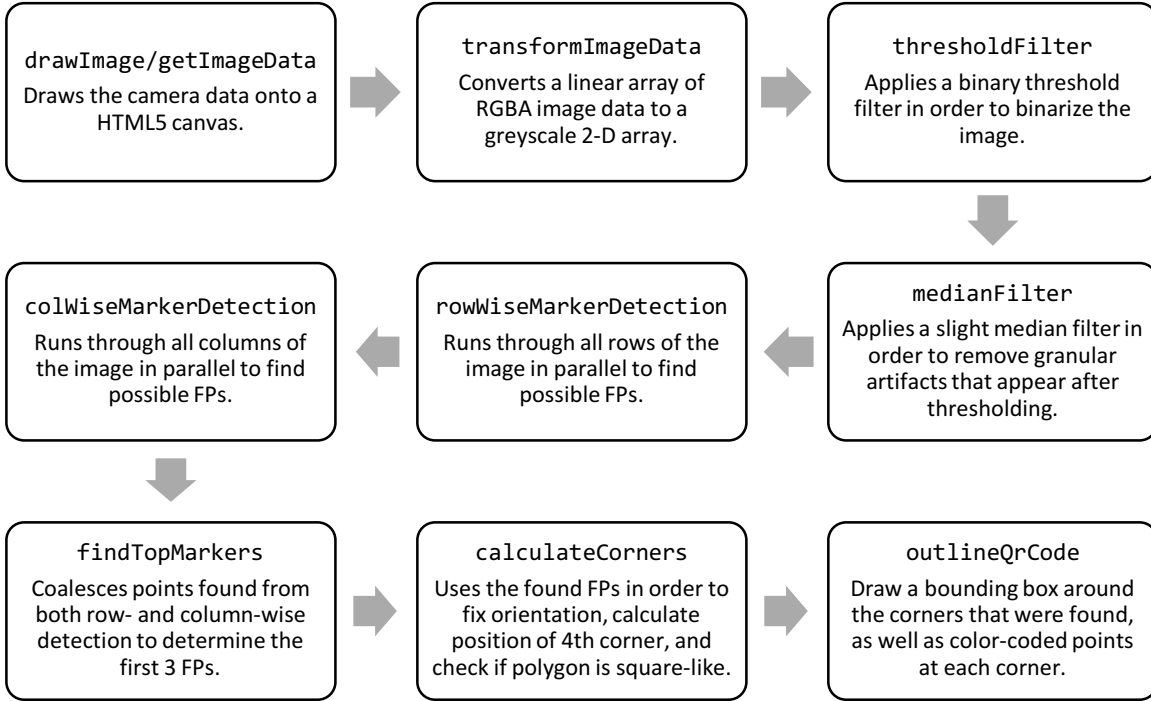 drawImage/getImageData
Draws the camera data onto a
HTML5 canvas.
transformImageData
Converts a linear array of
RGBA image data to a
greyscale 2-D array.
thresholdFilter
Applies a binary threshold
filter in order to binarize the
image.
colWiseMarkerDetection
Runs through all columns of
the image in parallel to find
possible FPs.
rowWiseMarkerDetection
Runs through all rows of the
image in parallel to find
possible FPs.
medianFilter
Applies a slight median filter in
order to remove granular
artifacts that appear after
thresholding.
findTopMarkers
Coalesces points found from
both row- and column-wise
detection to determine the
first 3 FPs.
calculateCorners
Uses the found FPs in order to
fix orientation, calculate
position of 4th corner, and
check if polygon is square-like.
outlineQrCode
Draw a bounding box around
the corners that were found,
as well as color-coded points
at each corner.